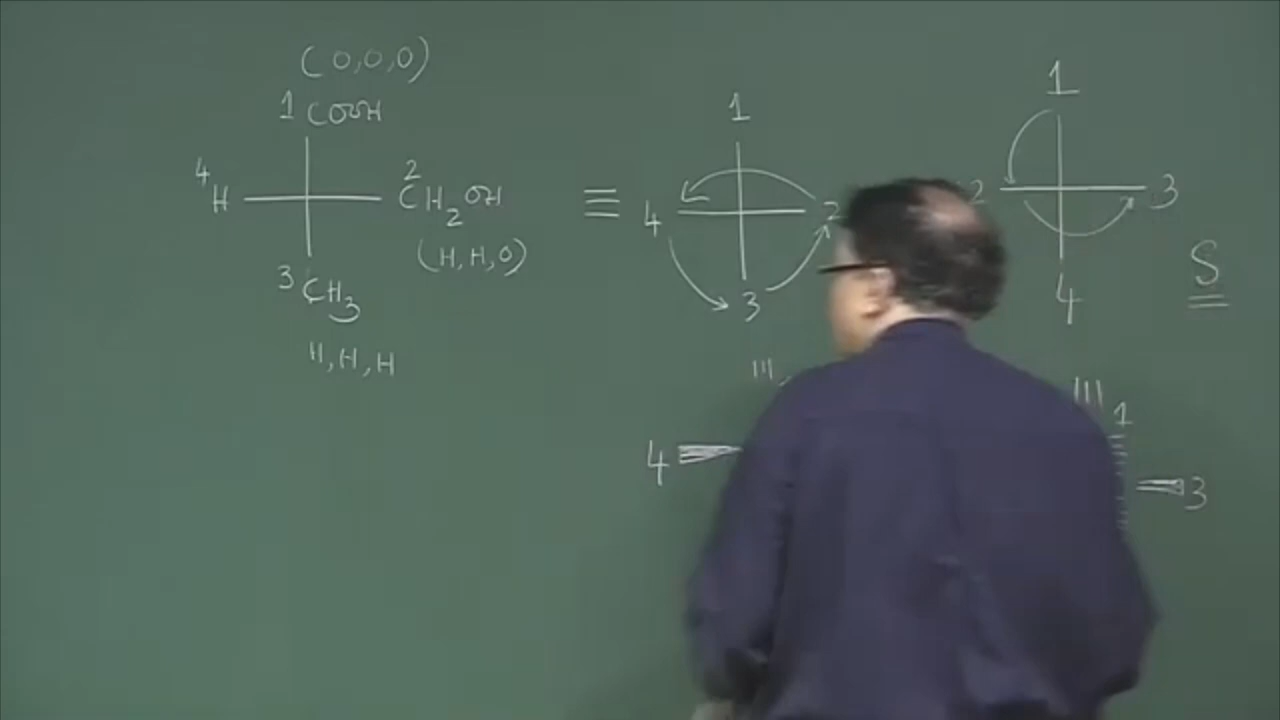 (O,O,O)
1 COOH
4 H
2 CH2OH
(H,H,O)
3 CH3
H,H,H
≡
1
4 2
3
1
2 3
4
S
4
1
3